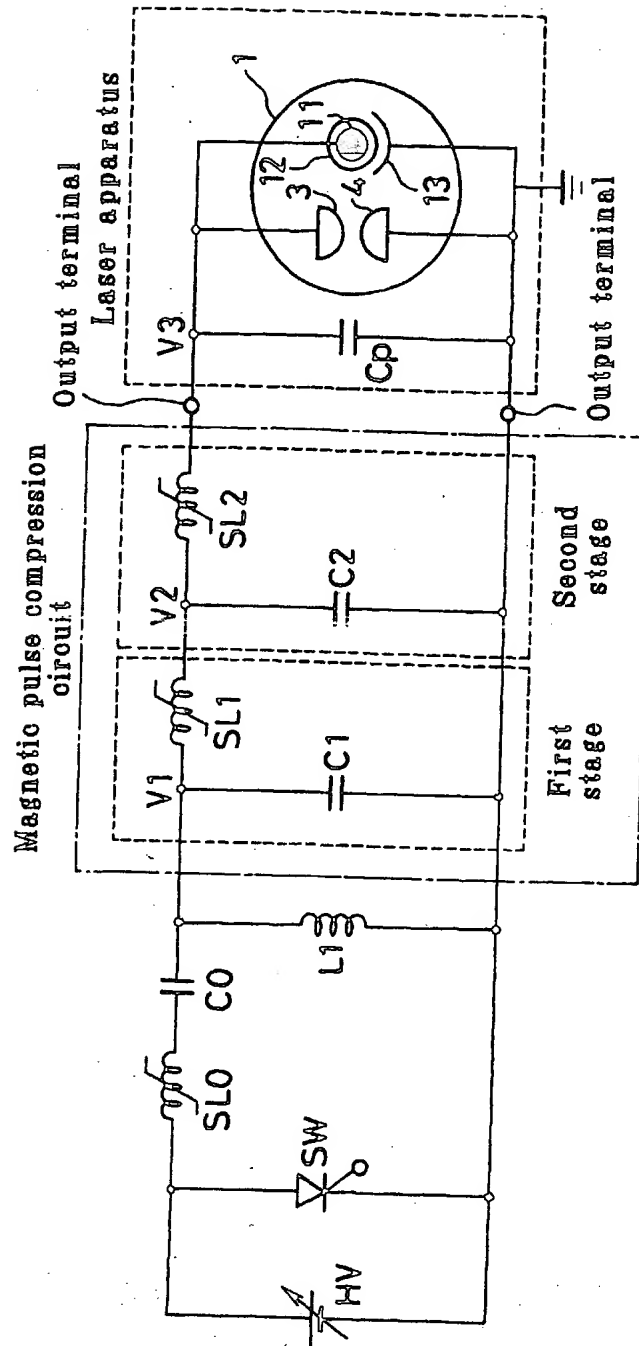 Magnetic pulse compression
cirouit
Output terminal
Laser apparatus
HV
SW
SL0
C0
L1
V1
SL1
C1
First
stage
V2
SL2
C2
Second
stage
V3
Cp
3
4
12
11
13
1
Output terminal